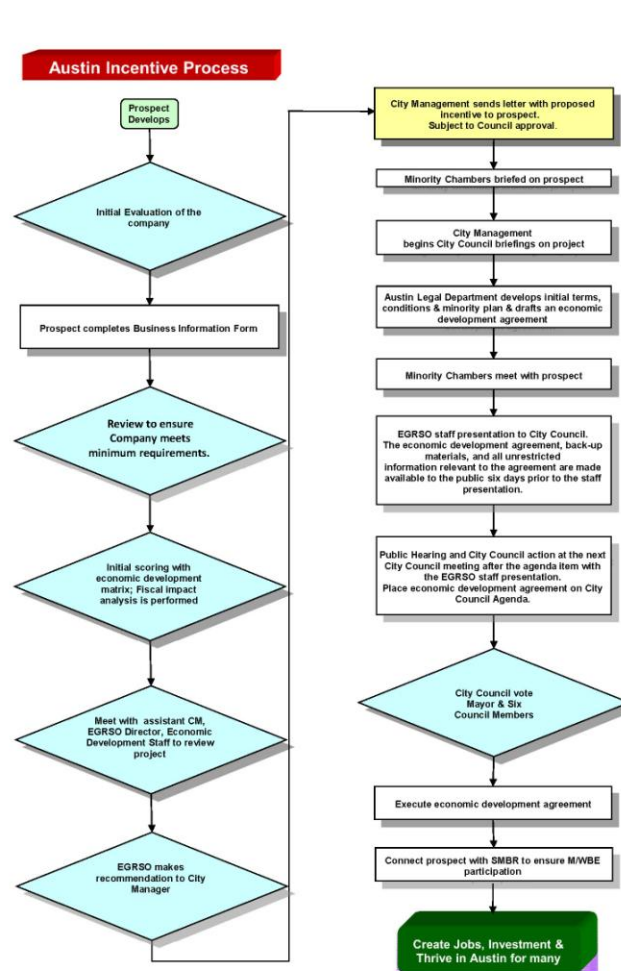 Austin Incentive Process
Prospect
Develops
Initial Evaluation of the
company
Prospect completes Business Information Form
Review to ensure
Company meets
minimum requirements.
Initial scoring with
economic development
matrix; Fiscal impact
analysis is performed
Meet with assistant CM,
EGRSO Director, Economic
Development Staff to review
project
EGRSO makes
recommendation to City
Manager
City Management sends letter with proposed
Incentive to prospect.
Subject to Council approval.
Minority Chambers briefed on prospect
City Management
begins City Council briefings on project
Austin Legal Department develops initial terms,
conditions & minority plan & drafts an economic
development agreement
Minority Chambers meet with prospect
EGRSO staff presentation to City Council.
The economic development agreement, back-up
materials, and all unrestricted
information relevant to the agreement are made
available to the public six days prior to the staff
presentation.
Public Hearing and City Council action at the next
City Council meeting after the agenda item with
the EGRSO staff presentation.
Place economic development agreement on City
Council Agenda.
City Council vote
Mayor & Six
Council Members
Execute economic development agreement
Connect prospect with SMBR to ensure M/WBE
participation
Create Jobs, Investment &
Thrive in Austin for many